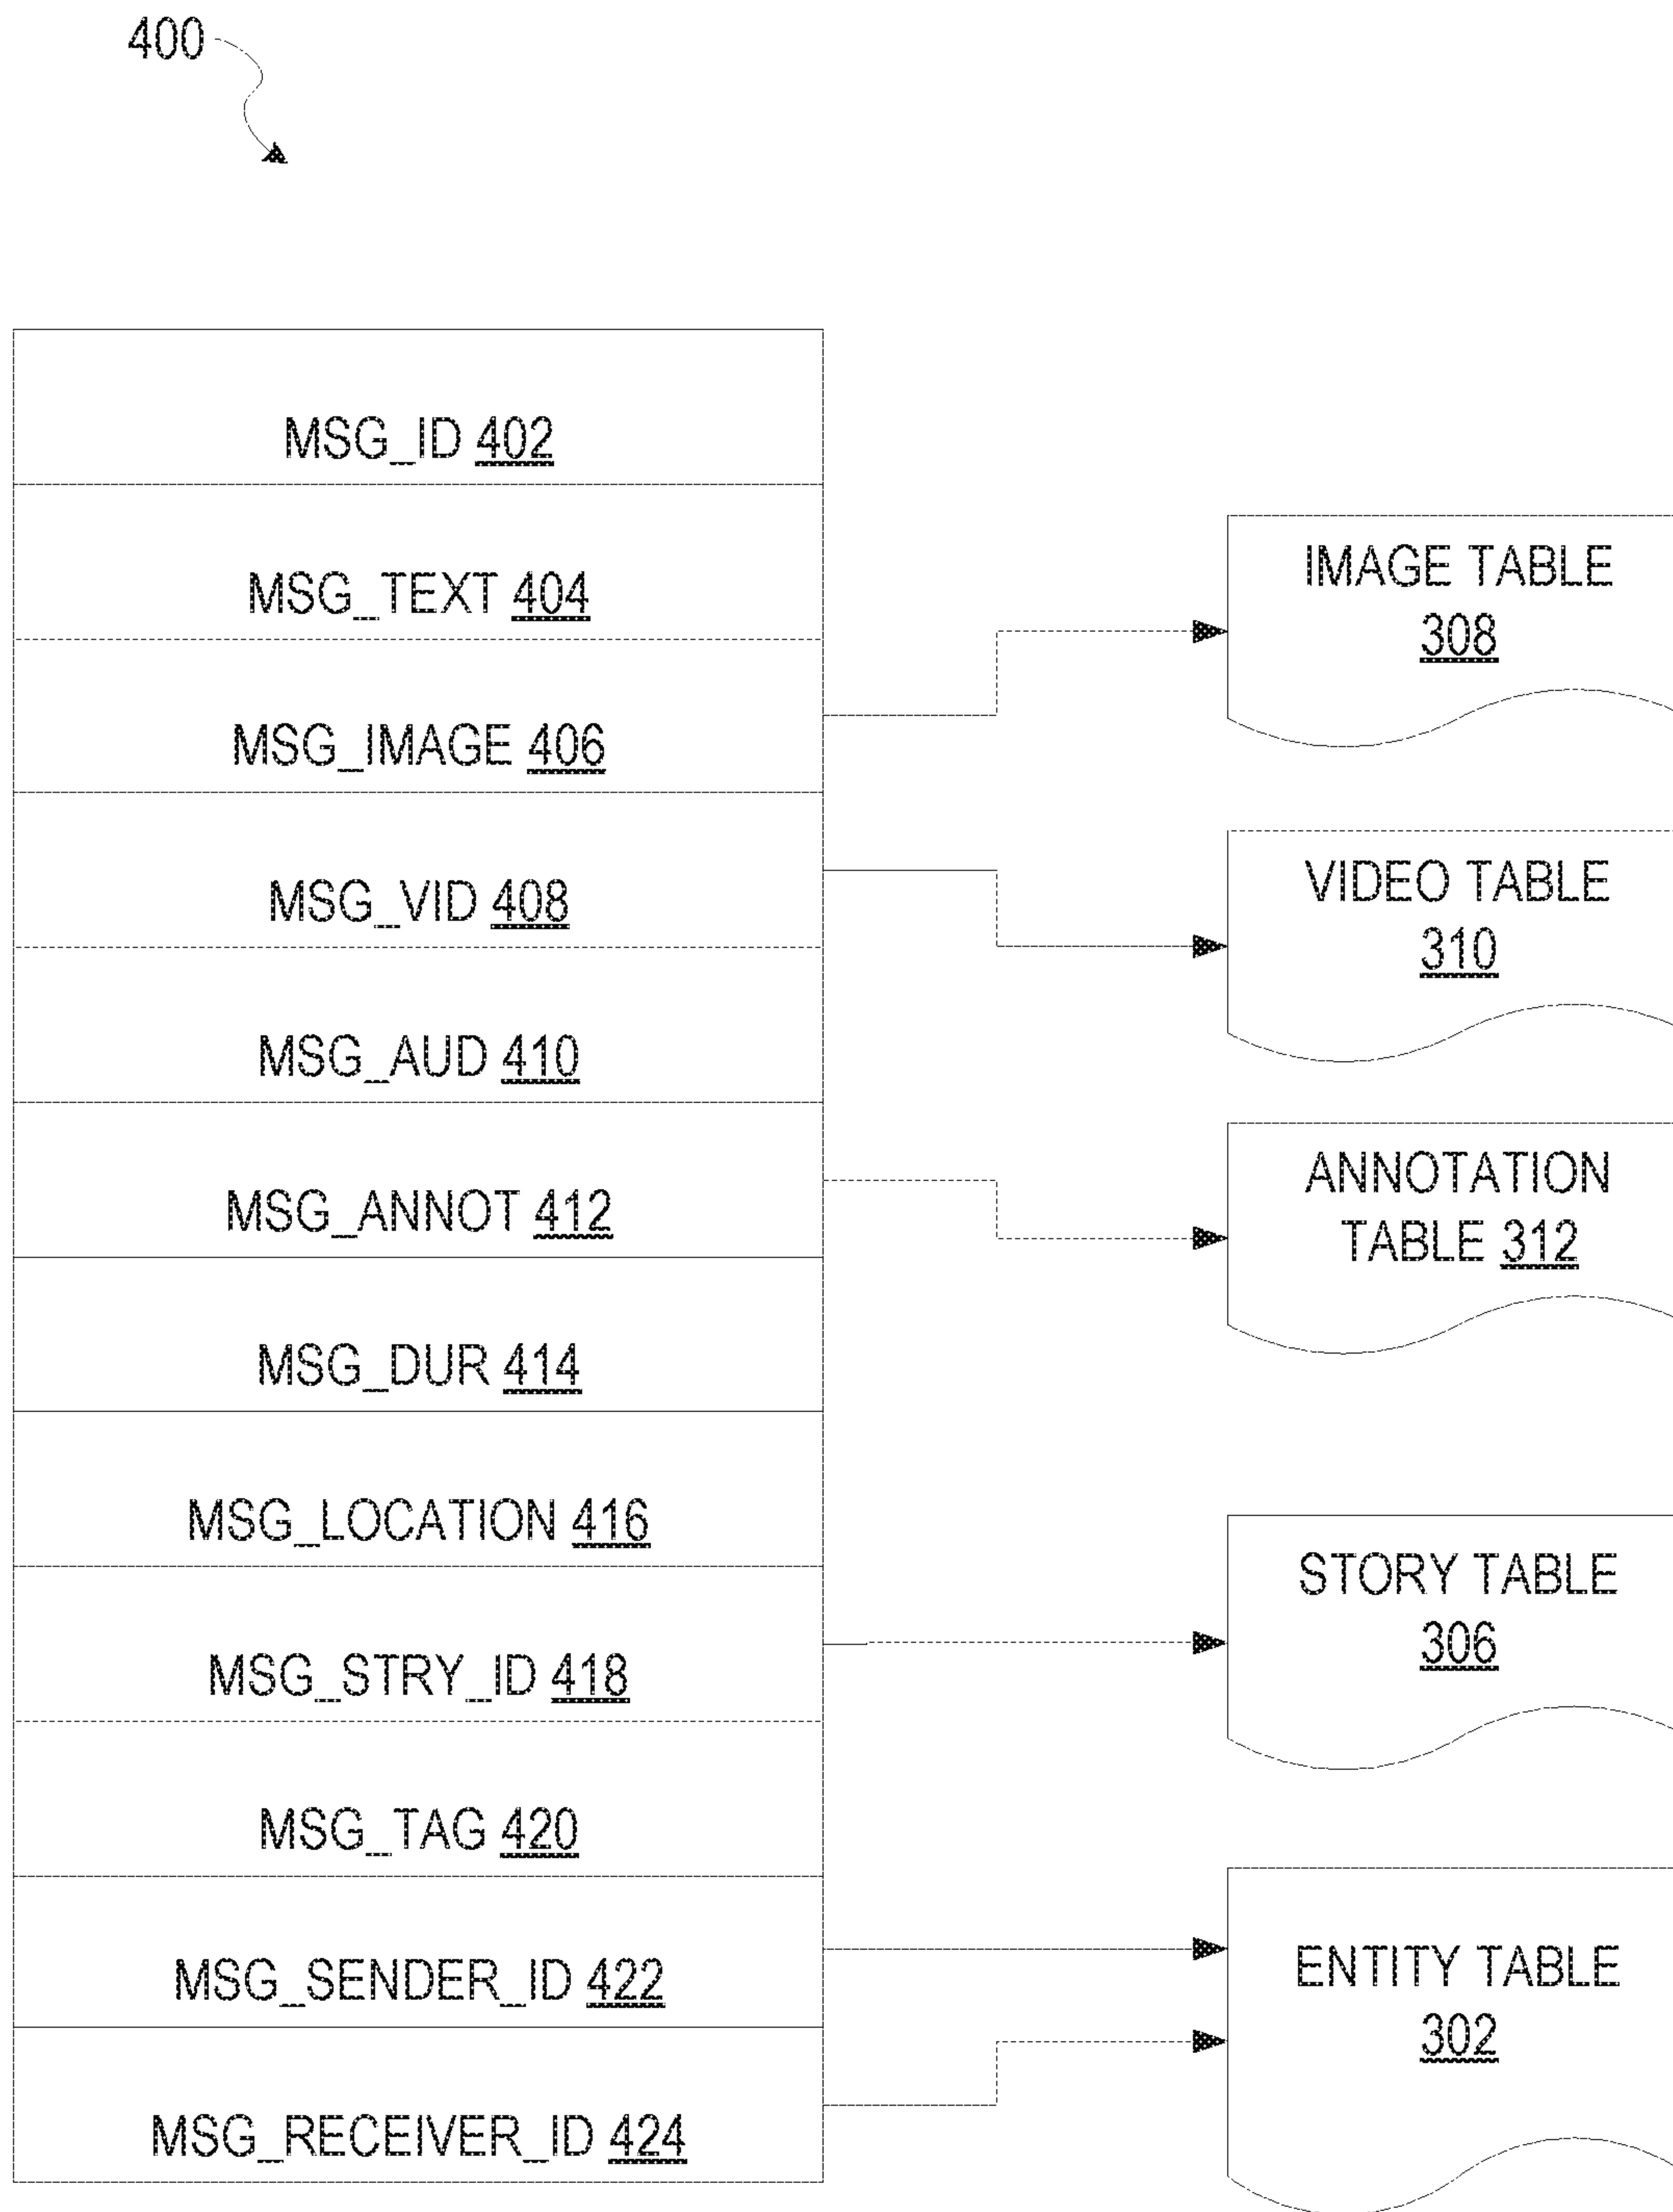 400
MSG_ID 402
MSG_TEXT 404
MSG_IMAGE 406
MSG_VID 408
MSG_AUD 410
MSG_ANNOT 412
MSG_DUR 414
MSG_LOCATION 416
MSG_STRY_ID 418
MSG_TAG 420
MSG_SENDER_ID 422
MSG_RECEIVER_ID 424
IMAGE TABLE
308
VIDEO TABLE
310
ANNOTATION
TABLE 312
STORY TABLE
306
ENTITY TABLE
302